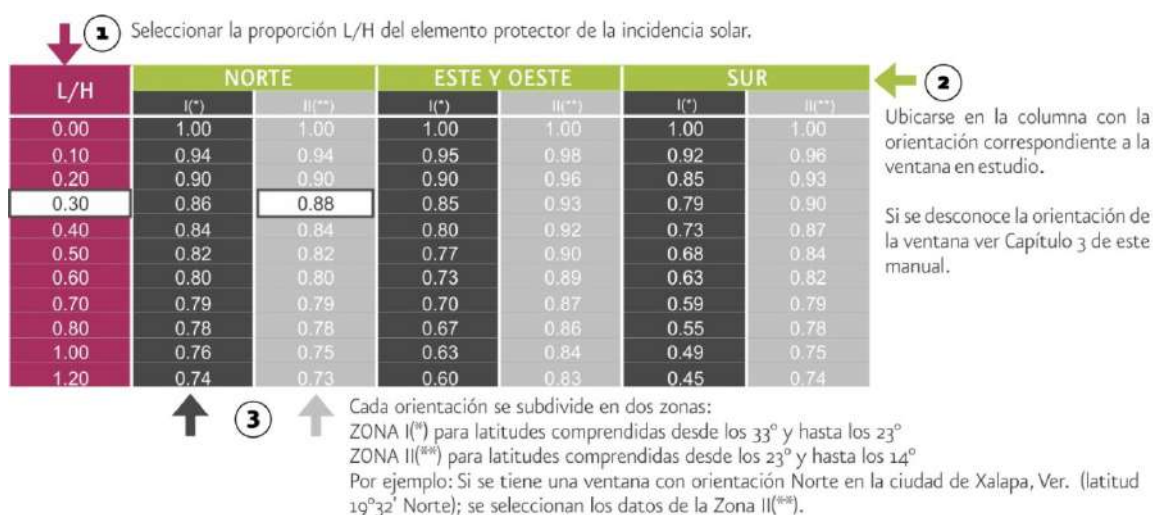 1 Seleccionar la proporción L/H del elemento protector de la incidencia solar.
L/H NORTE ESTE Y OESTE SUR
I(*) II(**) I(*) II(**) I(*) II(**)
0.00 1.00 1.00 1.00 1.00 1.00 1.00
0.10 0.94 0.94 0.95 0.98 0.92 0.96
0.20 0.90 0.90 0.90 0.96 0.85 0.93
0.30 0.86 0.88 0.85 0.93 0.79 0.90
0.40 0.84 0.84 0.80 0.92 0.73 0.87
0.50 0.82 0.82 0.77 0.90 0.68 0.84
0.60 0.80 0.80 0.73 0.89 0.63 0.82
0.70 0.79 0.79 0.70 0.87 0.59 0.79
0.80 0.78 0.78 0.67 0.86 0.55 0.78
1.00 0.76 0.75 0.63 0.84 0.49 0.75
1.20 0.74 0.73 0.60 0.83 0.45 0.74
2
Ubicarse en la columna con la
orientación correspondiente a la
ventana en estudio.
Si se desconoce la orientación de
la ventana ver Capítulo 3 de este
manual.
3
Cada orientación se subdivide en dos zonas:
ZONA I(*) para latitudes comprendidas desde los 33° y hasta los 23°
ZONA II(**) para latitudes comprendidas desde los 23° y hasta los 14°
Por ejemplo: Si se tiene una ventana con orientación Norte en la ciudad de Xalapa, Ver. (latitud
19°32' Norte); se seleccionan los datos de la Zona II(**).